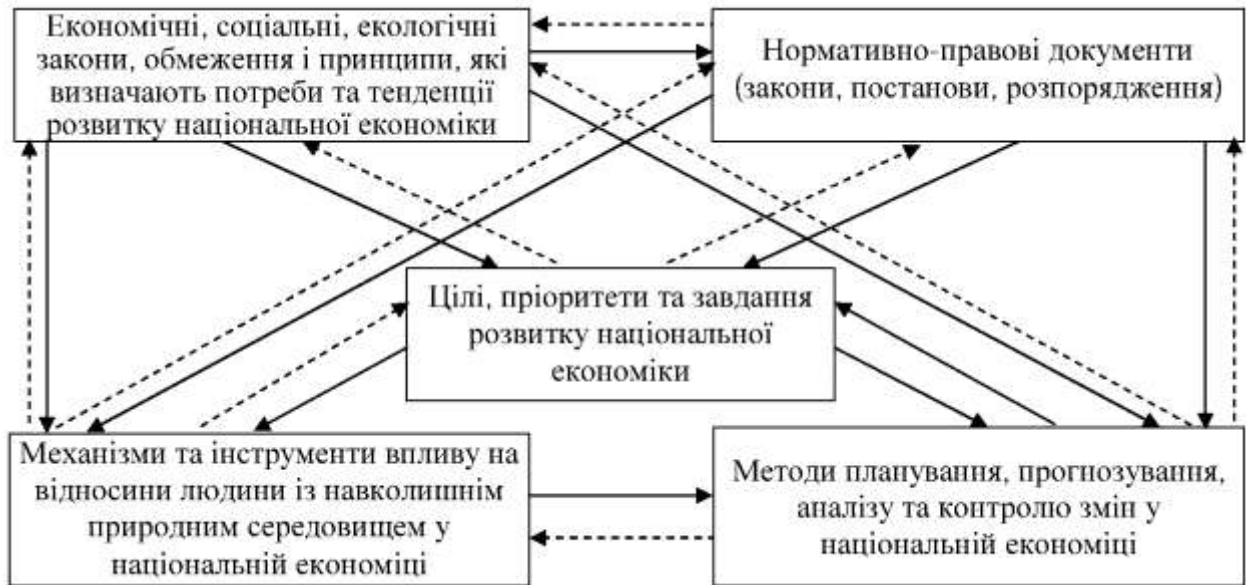 Економічні, соціальні, екологічні
закони, обмеження і принципи, які
визначають потреби та тенденції
розвитку національної економіки
Нормативно-правові документи
(закони, постанови, розпорядження)
Цілі, пріоритети та завдання
розвитку національної
економіки
Механізми та інструменти впливу на
відносини людини із навколишнім
природним середовищем у
національній економіці
Методи планування, прогнозування,
аналізу та контролю змін у
національній економіці